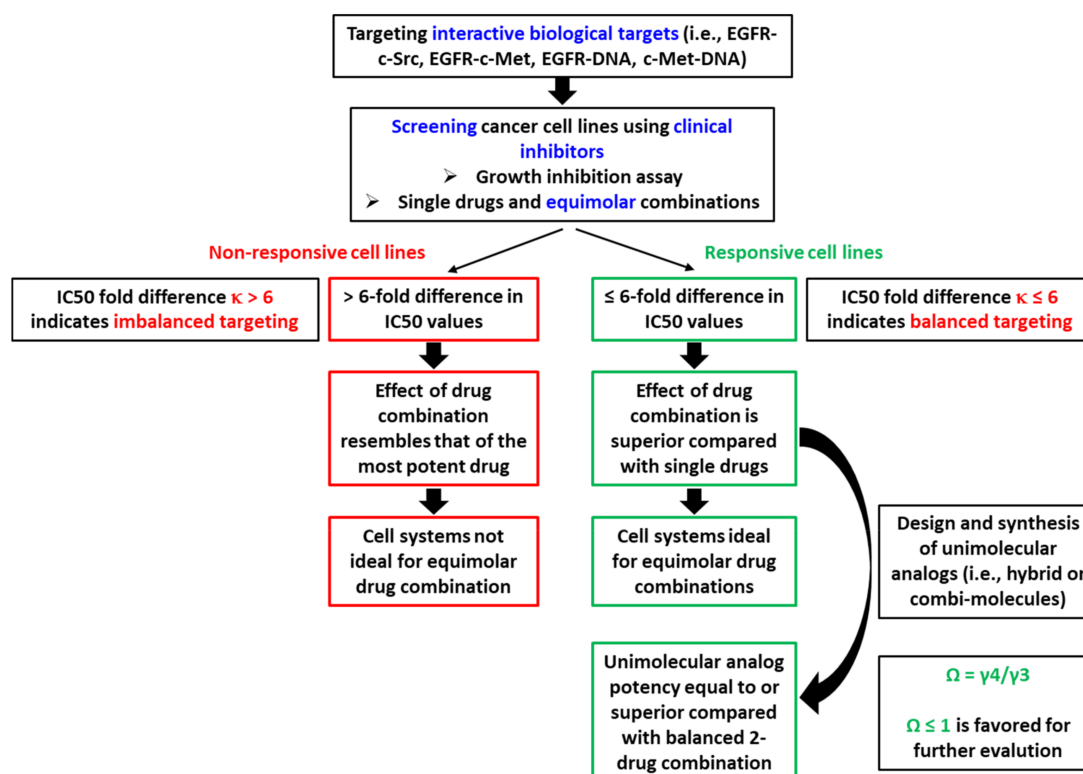 Targeting interactive biological targets (i.e., EGFR-
c-Src, EGFR-c-Met, EGFR-DNA, c-Met-DNA)
Screening cancer cell lines using clinical
inhibitors
➢ Growth inhibition assay
➢ Single drugs and equimolar combinations
Non-responsive cell lines
Responsive cell lines
IC50 fold difference κ > 6
indicates imbalanced targeting
> 6-fold difference in
IC50 values
≤ 6-fold difference in
IC50 values
IC50 fold difference κ ≤ 6
indicates balanced targeting
Effect of drug
combination
resembles that of the
most potent drug
Effect of drug
combination is
superior compared
with single drugs
Cell systems not
ideal for equimolar
drug combination
Cell systems ideal
for equimolar drug
combinations
Design and synthesis
of unimolecular
analogs (i.e., hybrid or
combi-molecules)
Unimolecular analog
potency equal to or
superior compared
with balanced 2-
drug combination
Ω = γ4/γ3
Ω ≤ 1 is favored for
further evalution